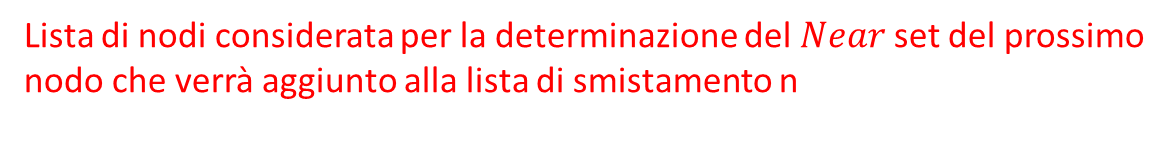 Lista di nodi considerata per la determinazione del Near set del prossimo
nodo che verrà aggiunto alla lista di smistamento n